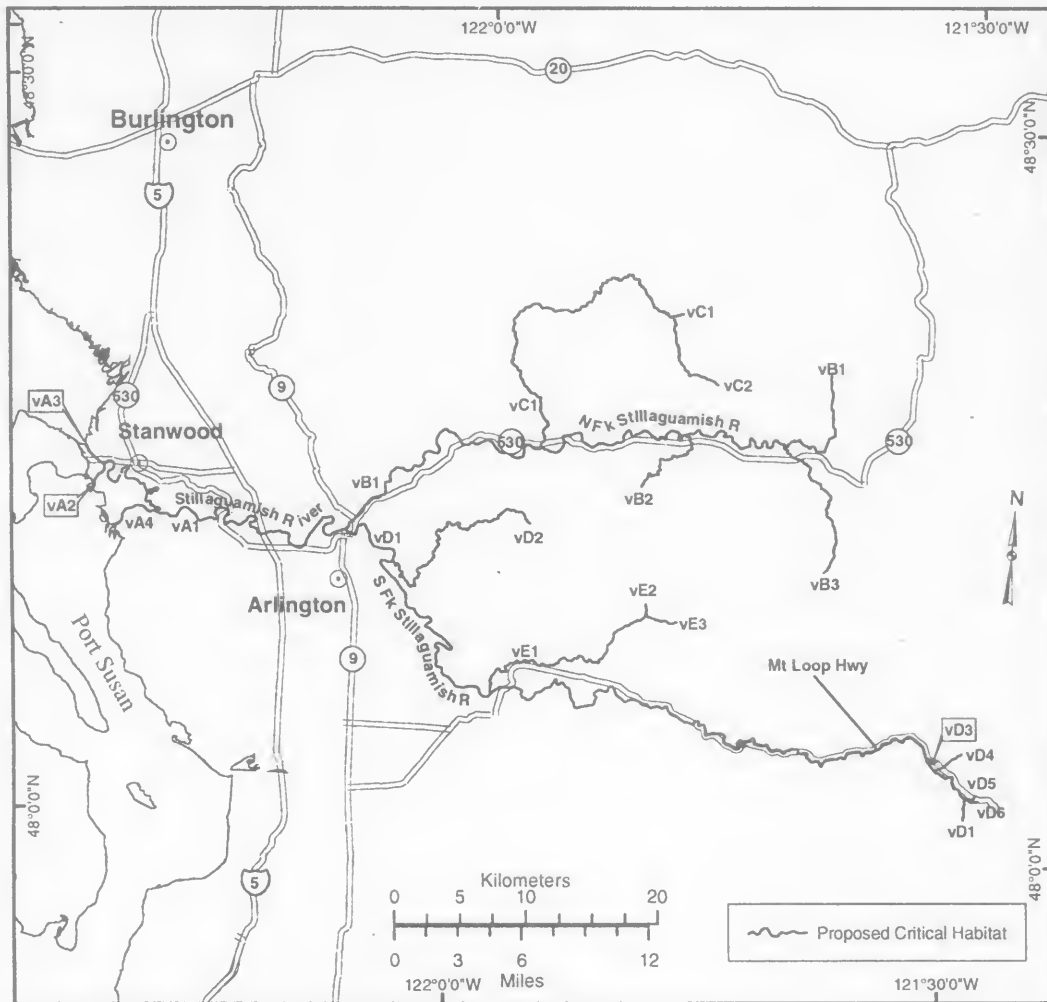 122°0'0"W
121°30'0"W
48°30'0"N
20
Burlington
48°30'0"N
5
9
vC1
vC2
vB1
vA3
530
vC1
Stanwood
530
N Fk Stillaguamish R
530
vB1
vB2
vA2
Stillaguamish River
vA4
vA1
vD1
vD2
N
vB3
Arlington
S Fk Stillaguamish R
vE2
vE3
Port Susan
9
vE1
Mt Loop Hwy
vD3
vD4
vD5
vD6
vD1
48°0'0"N
48°0'0"N
5
Kilometers
0 5 10 20
0 3 6 12
Miles
Proposed Critical Habitat
122°0'0"W
121°30'0"W